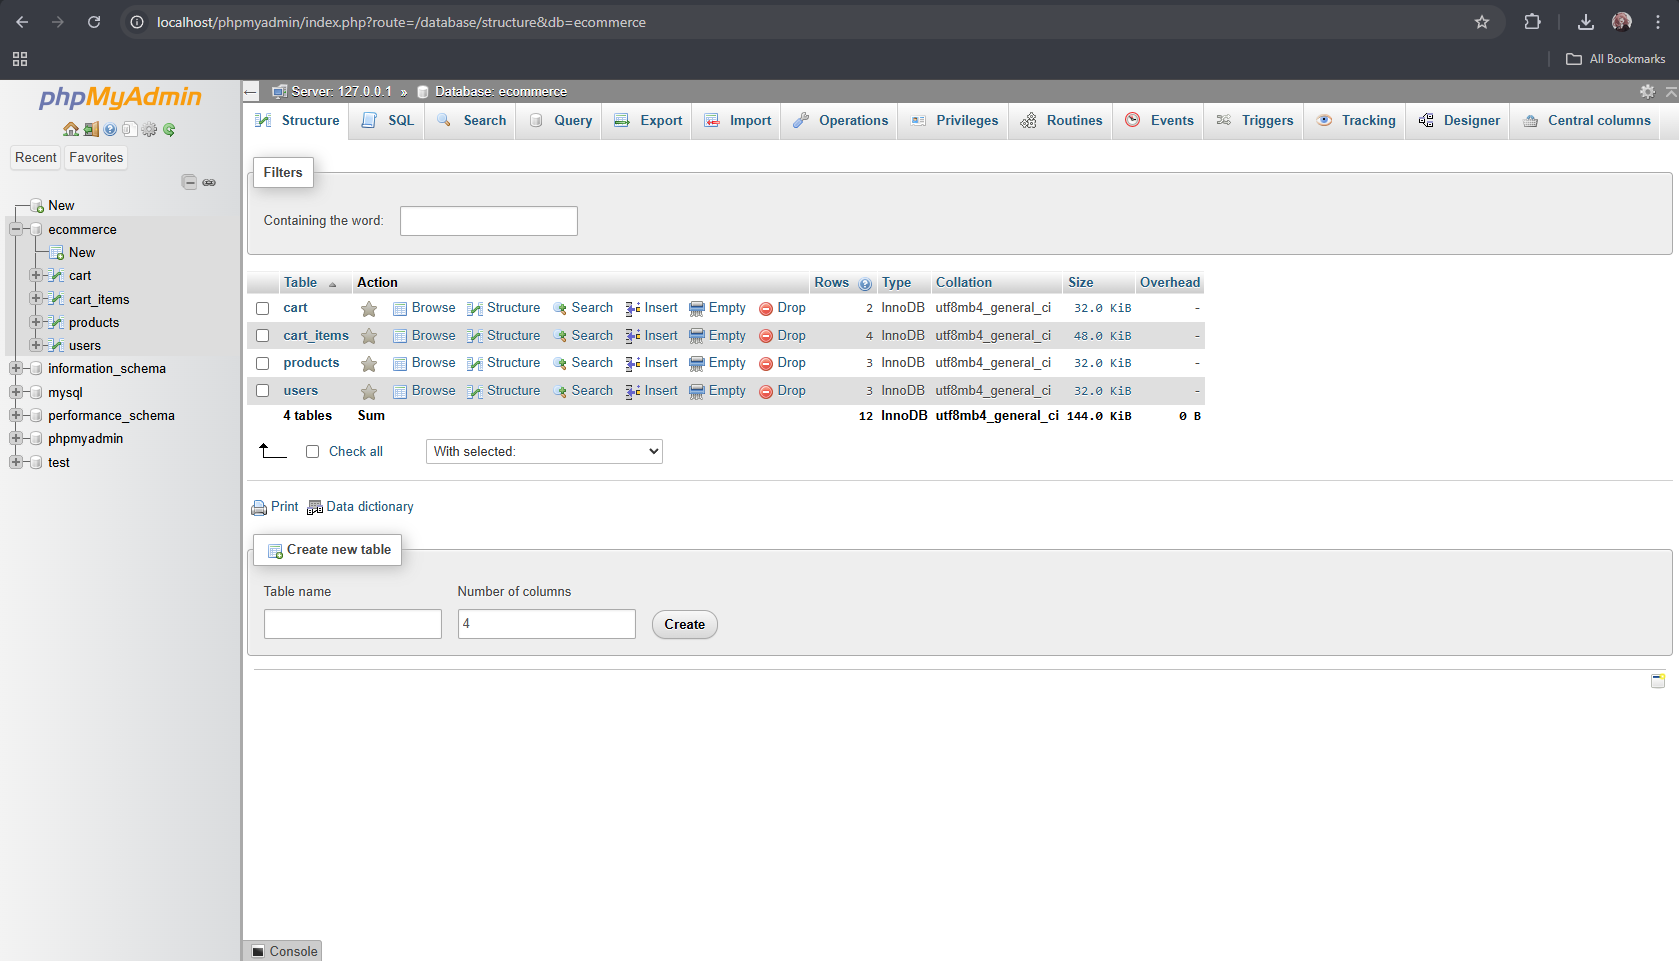 localhost/phpmyadmin/index.php?route=/database/structure&db=ecommerce
All Bookmarks
phpMyAdmin
Recent Favorites
New
ecommerce
New
cart
cart_items
products
users
information_schema
mysql
performance_schema
phpmyadmin
test
Server: 127.0.0.1 » Database: ecommerce
Structure SQL Search Query Export Import Operations Privileges Routines Events Triggers Tracking Designer Central columns
Filters
Containing the word:
Table Action Rows Type Collation Size Overhead
cart Browse Structure Search Insert Empty Drop 2 InnoDB utf8mb4_general_ci 32.0 KiB -
cart_items Browse Structure Search Insert Empty Drop 4 InnoDB utf8mb4_general_ci 48.0 KiB -
products Browse Structure Search Insert Empty Drop 3 InnoDB utf8mb4_general_ci 32.0 KiB -
users Browse Structure Search Insert Empty Drop 3 InnoDB utf8mb4_general_ci 32.0 KiB -
4 tables Sum 12 InnoDB utf8mb4_general_ci 144.0 KiB 0 B
Check all With selected:
Print Data dictionary
Create new table
Table name Number of columns
4 Create
Console